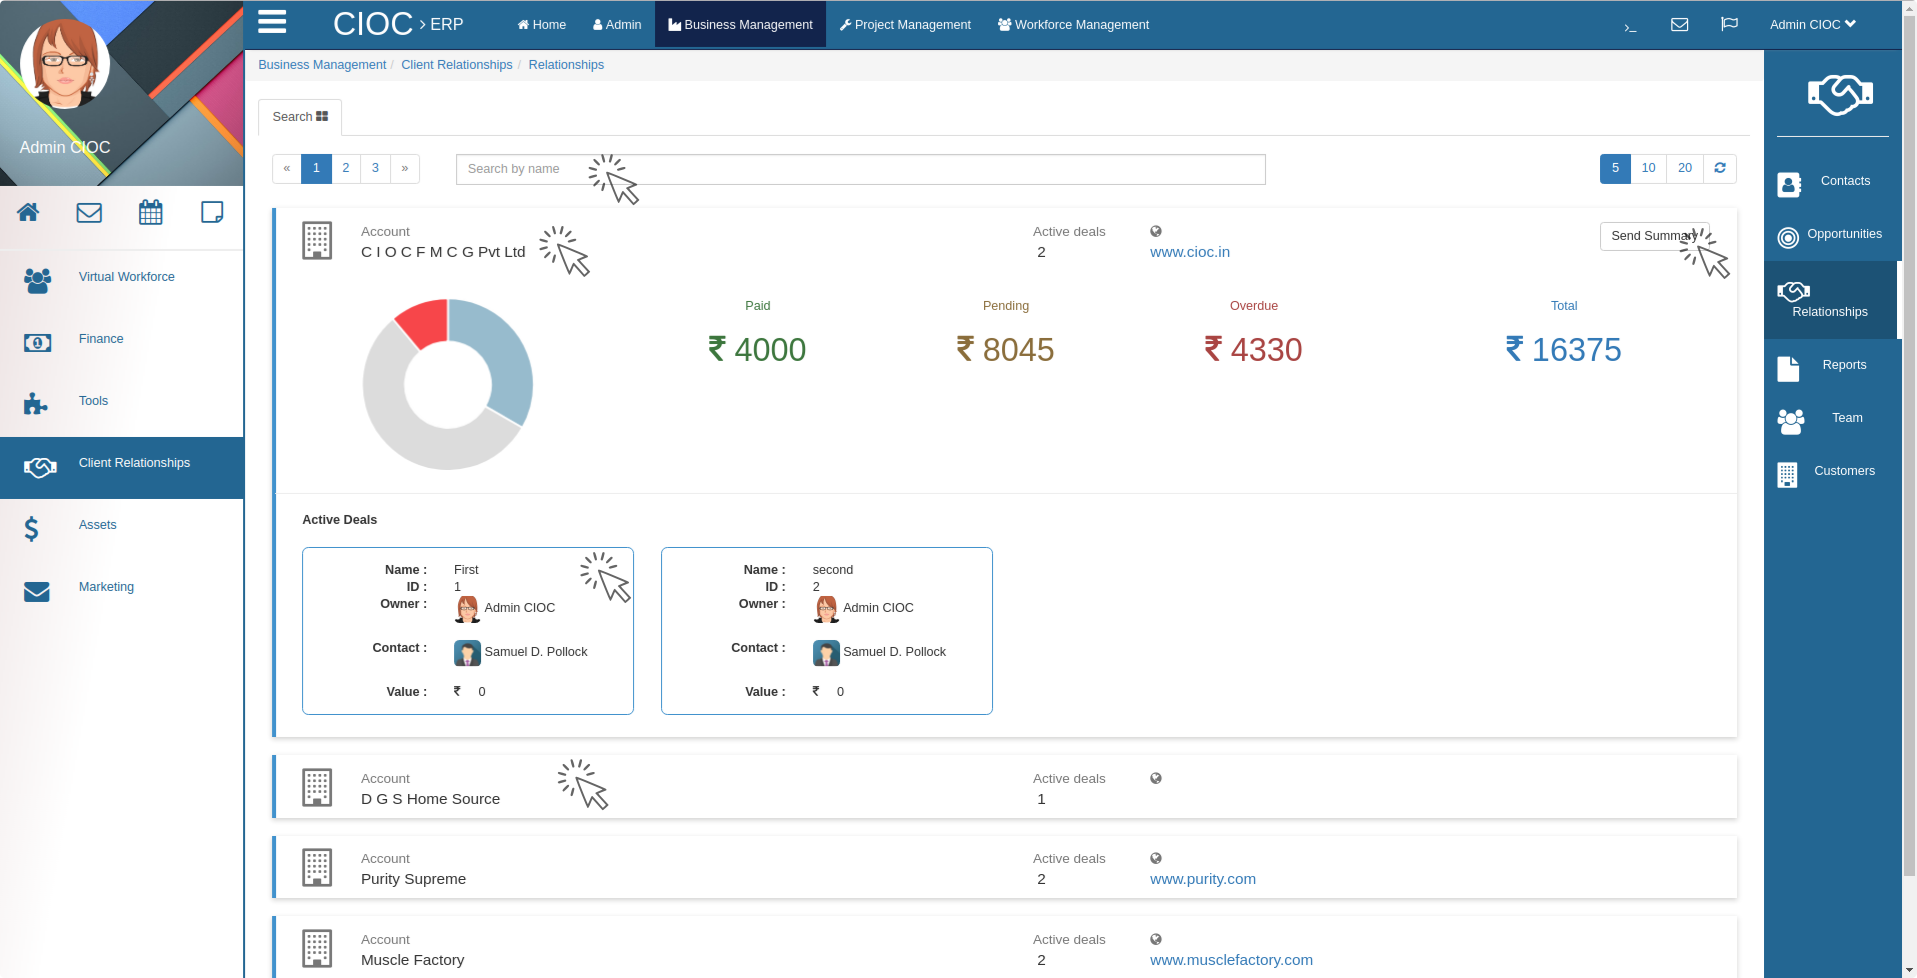 CIOC > ERP
Home
Admin
Business Management
Project Management
Workforce Management
>_
Admin CIOC
Business Management / Client Relationships / Relationships
Admin CIOC
Virtual Workforce
Finance
Tools
Client Relationships
Assets
Marketing
Search
« 1 2 3 »
Search by name
5 10 20
Account
C I O C F M C G Pvt Ltd
Active deals
2
www.cioc.in
Send Summary
Paid
₹ 4000
Pending
₹ 8045
Overdue
₹ 4330
Total
₹ 16375
Active Deals
Name : First
ID : 1
Owner : Admin CIOC
Contact : Samuel D. Pollock
Value : ₹ 0
Name : second
ID : 2
Owner : Admin CIOC
Contact : Samuel D. Pollock
Value : ₹ 0
Account
D G S Home Source
Active deals
1
Account
Purity Supreme
Active deals
2
www.purity.com
Account
Muscle Factory
Active deals
2
www.musclefactory.com
Contacts
Opportunities
Relationships
Reports
Team
Customers